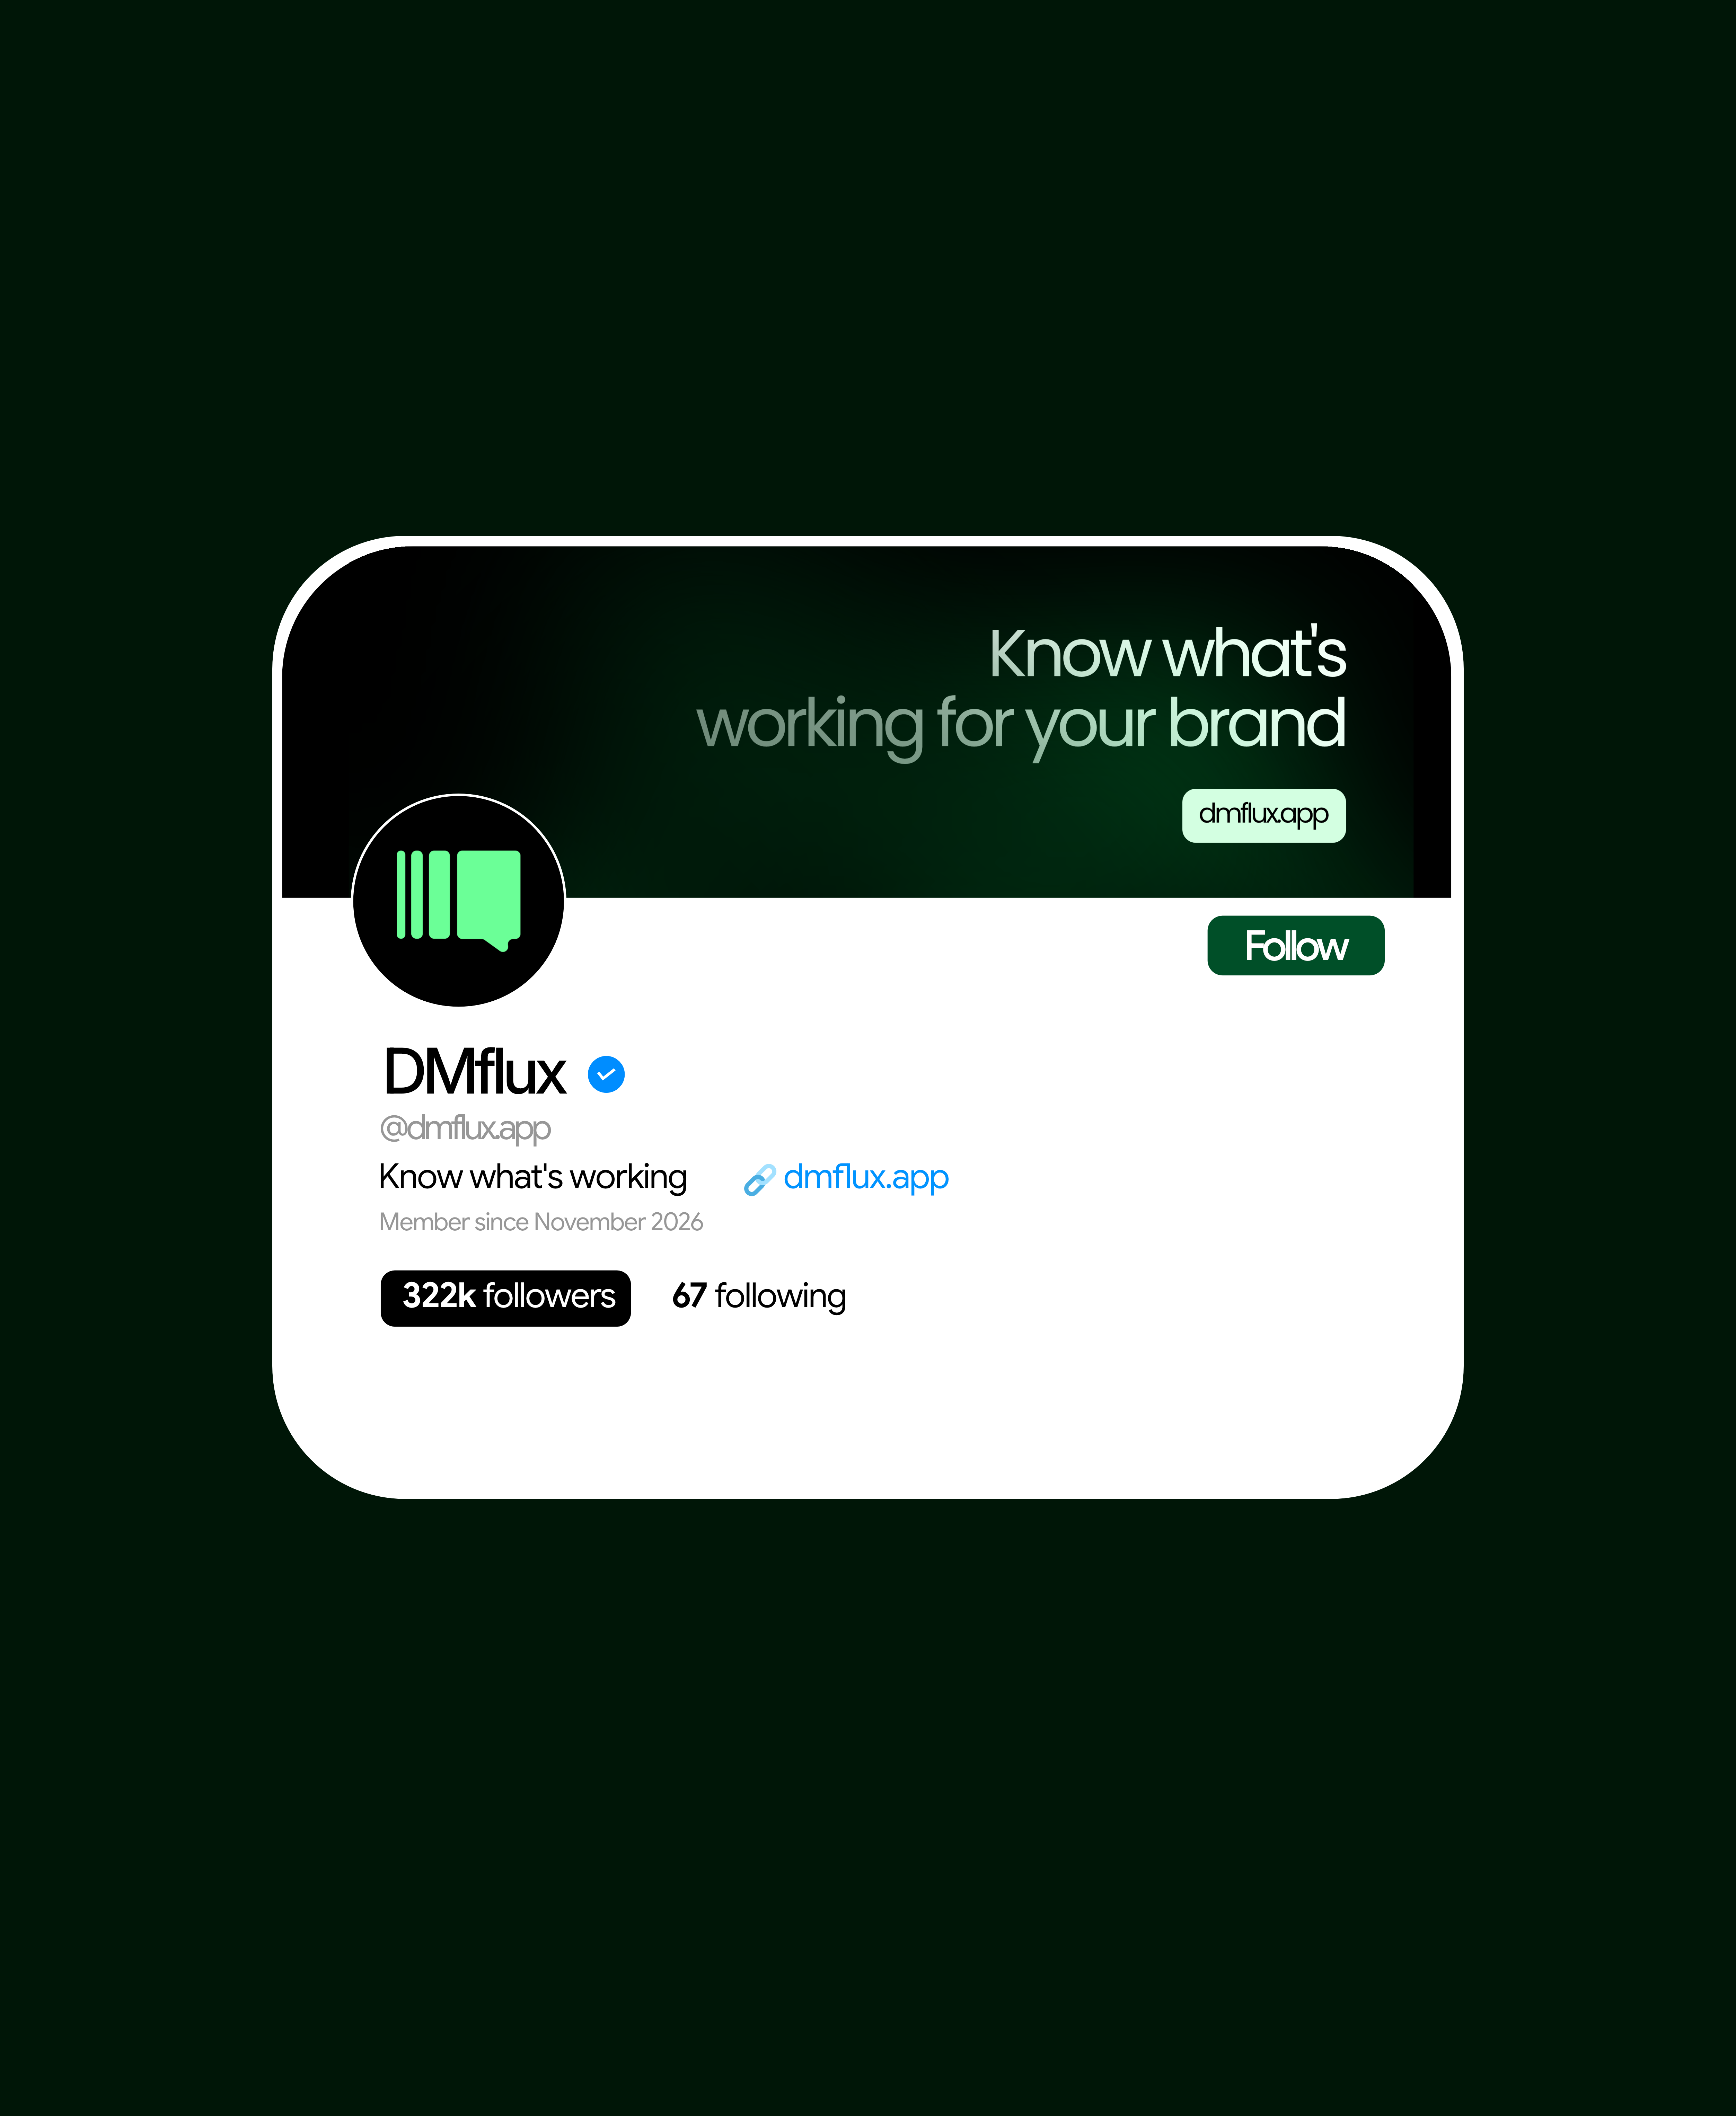 Know what's
working for your brand
dmflux.app
Follow
DMflux
@dmflux.app
Know what's working
dmflux.app
Member since November 2026
322k followers
67 following